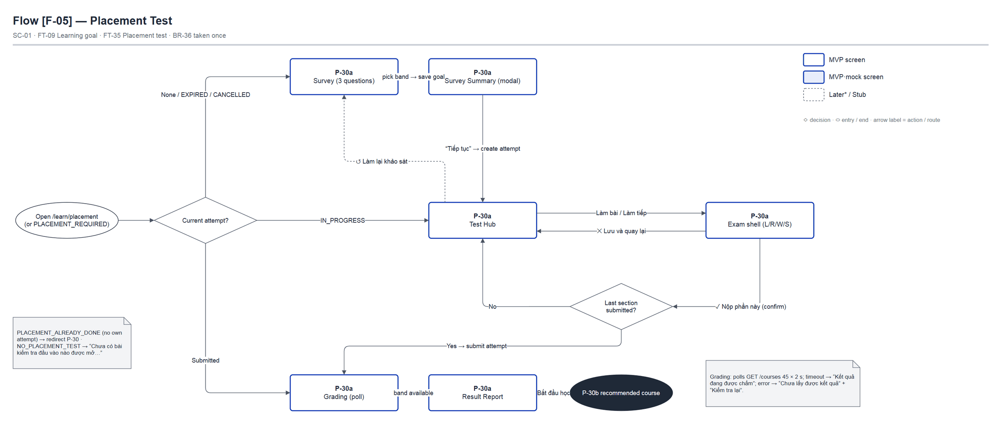 Flow [F-05] — Placement Test
SC-01 · FT-09 Learning goal · FT-35 Placement test · BR-36 taken once
MVP screen
MVP·mock screen
Later* / Stub
◇ decision · ⬭ entry / end · arrow label = action / route
P-30a
Survey (3 questions)
pick band → save goal
P-30a
Survey Summary (modal)
None / EXPIRED / CANCELLED
“Tiếp tục” → create attempt
↺ Làm lại khảo sát
Open /learn/placement
(or PLACEMENT_REQUIRED)
Current attempt?
IN_PROGRESS
P-30a
Test Hub
Làm bài / Làm tiếp
✕ Lưu và quay lại
P-30a
Exam shell (L/R/W/S)
Last section
submitted?
No
✓ Nộp phần này (confirm)
PLACEMENT_ALREADY_DONE (no own
attempt) → redirect P-30 ·
NO_PLACEMENT_TEST → “Chưa có bài
kiểm tra đầu vào nào được mở…”
Yes → submit attempt
Submitted
P-30a
Grading (poll)
band available
P-30a
Result Report
Bắt đầu học
P-30b recommended course
Grading: polls GET /courses 45 × 2 s; timeout → “Kết quả
đang được chấm”; error → “Chưa lấy được kết quả” +
“Kiểm tra lại”.